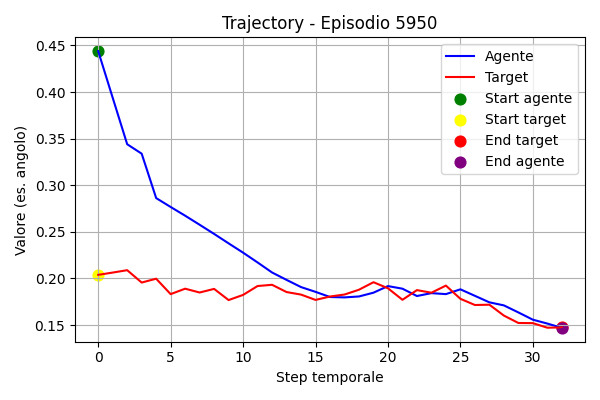 Trajectory - Episodio 5950
Valore (es. angolo)
0.45
0.40
0.35
0.30
0.25
0.20
0.15
Agente
Target
Start agente
Start target
End target
End agente
0 5 10 15 20 25 30
Step temporale